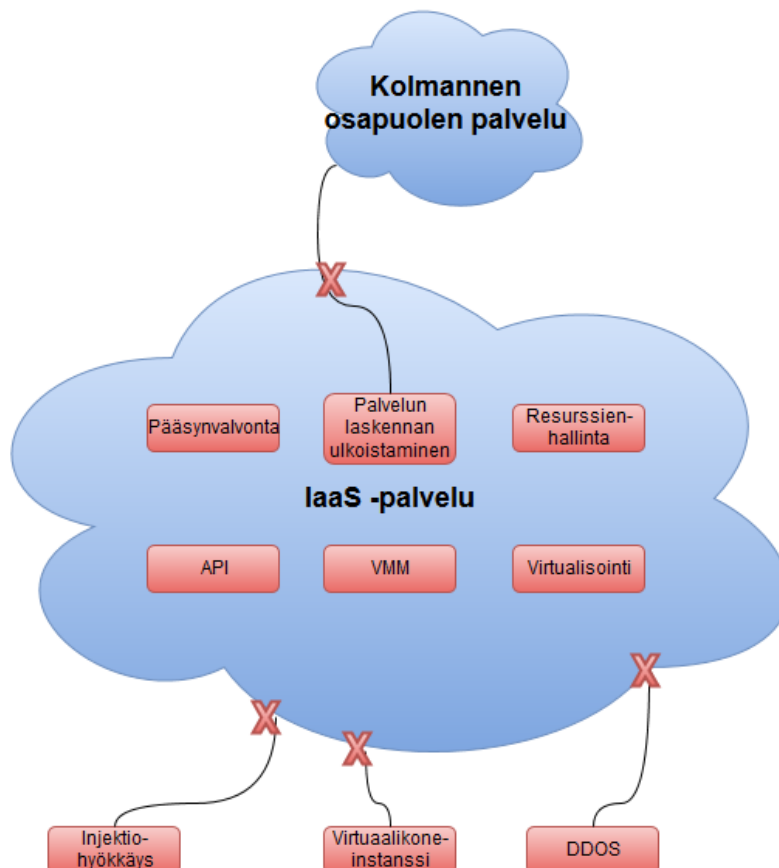 Kolmannen
osapuolen palvelu
X
Pääsynvalvonta
Palvelun
laskennan
ulkoistaminen
Resurssien-
hallinta
IaaS -palvelu
API
VMM
Virtualisointi
X
X
X
Injektio-
hyökkäys
Virtuaalikone-
instanssi
DDOS